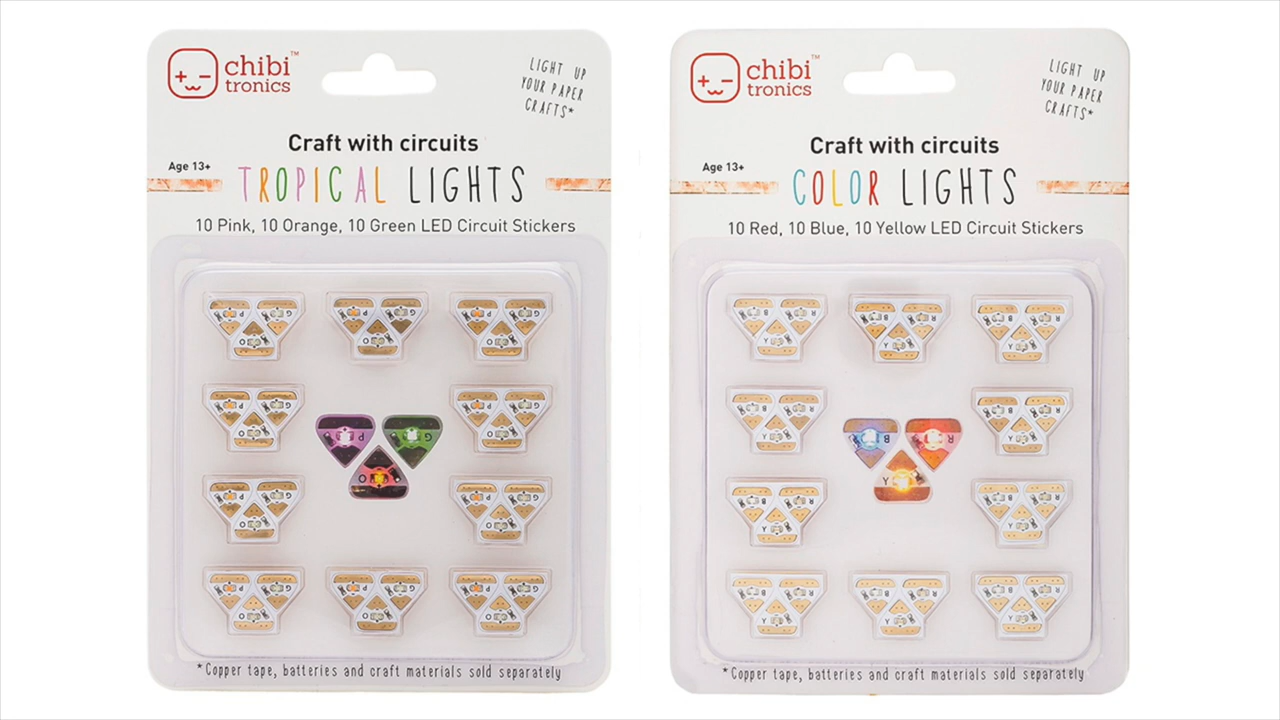 chibi™
tronics
LIGHT UP
YOUR PAPER
CRAFTS*
Craft with circuits
Age 13+
TROPICAL LIGHTS
10 Pink, 10 Orange, 10 Green LED Circuit Stickers
P G
O
*Copper tape, batteries and craft materials sold separately
chibi™
tronics
LIGHT UP
YOUR PAPER
CRAFTS*
Craft with circuits
Age 13+
COLOR LIGHTS
10 Red, 10 Blue, 10 Yellow LED Circuit Stickers
B R
Y
*Copper tape, batteries and craft materials sold separately